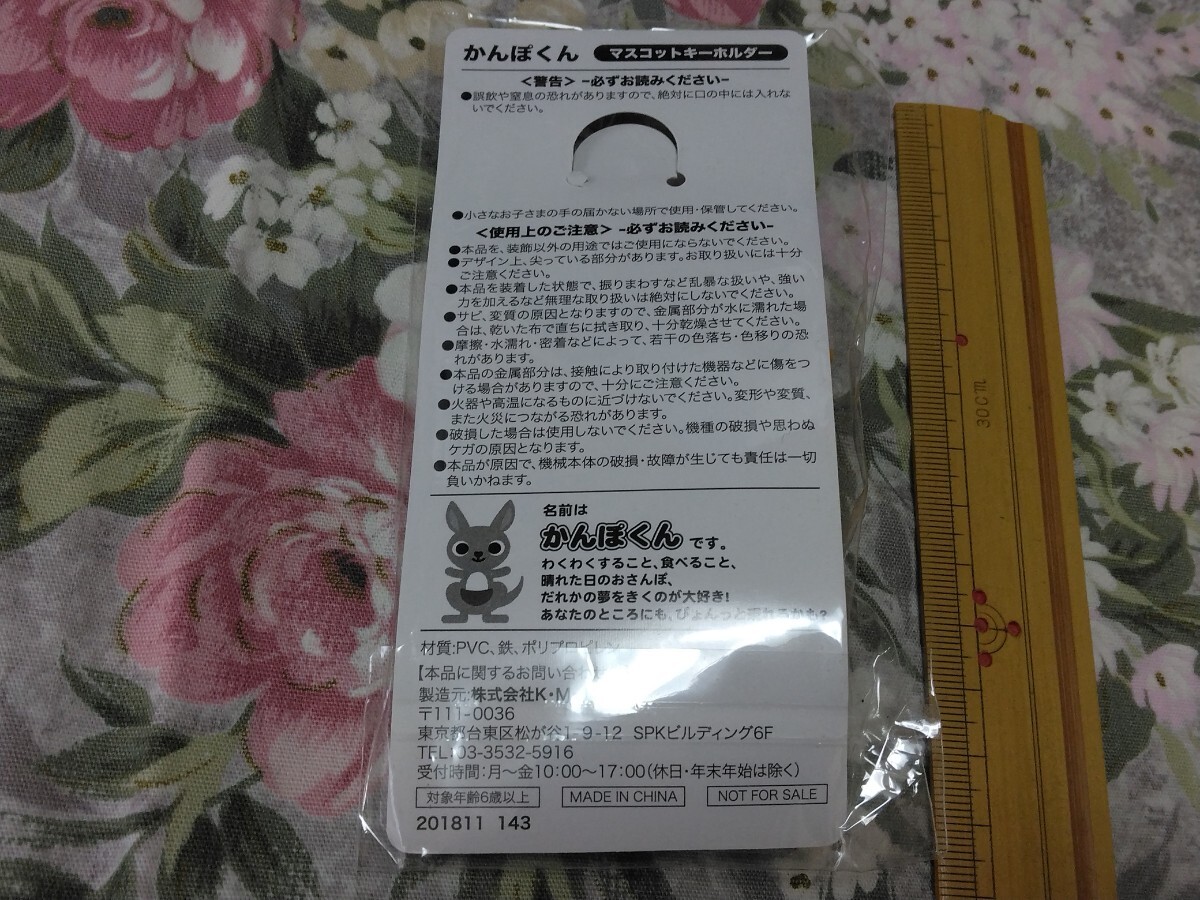 かんぽくん マスコットキーホルダー
＜警告＞ -必ずお読みください-
●誤飲や窒息の恐れがありますので、絶対に口の中には入れな
いでください。
●小さなお子さまの手の届かない場所で使用・保管してください。
＜使用上のご注意＞ -必ずお読みください-
●本品を、装飾以外の用途ではご使用にならないでください。
●デザイン上、尖っている部分があります。お取り扱いには十分
ご注意ください。
●本品を装着した状態で、振りまわすなど乱暴な扱いや、強い
力を加えるなど無理な取り扱いは絶対にしないでください。
●サビ、変質の原因となりますので、金属部分が水に濡れた場
合は、乾いた布で直ちに拭き取り、十分乾燥させてください。
●摩擦・水濡れ・密着などによって、若干の色落ち・色移りの恐
れがあります。
●本品の金属部分は、接触により取り付けた機器などに傷をつ
ける場合がありますので、十分にご注意ください。
●火器や高温になるものに近づけないでください。変形や変質、
また火災につながる恐れがあります。
●破損した場合は使用しないでください。機種の破損や思わぬ
ケガの原因となります。
●本品が原因で、機械本体の破損・故障が生じても責任は一切
負いかねます。
名前は
かんぽくんです。
わくわくすること、食べること、
晴れた日のおさんぽ、
だれかの夢をきくのが大好き!
あなたのところにも、ぴょんっと現れるかも?
材質:PVC、鉄、ポリプロピレン
【本品に関するお問い合わ
製造元:株式会社K・M
〒111-0036
東京都台東区松が谷1 9-12 SPKビルディング6F
TEL:03-3532-5916
受付時間:月〜金10:00〜17:00(休日・年末年始は除く)
対象年齢6歳以上 MADE IN CHINA NOT FOR SALE
201811 143
30cm